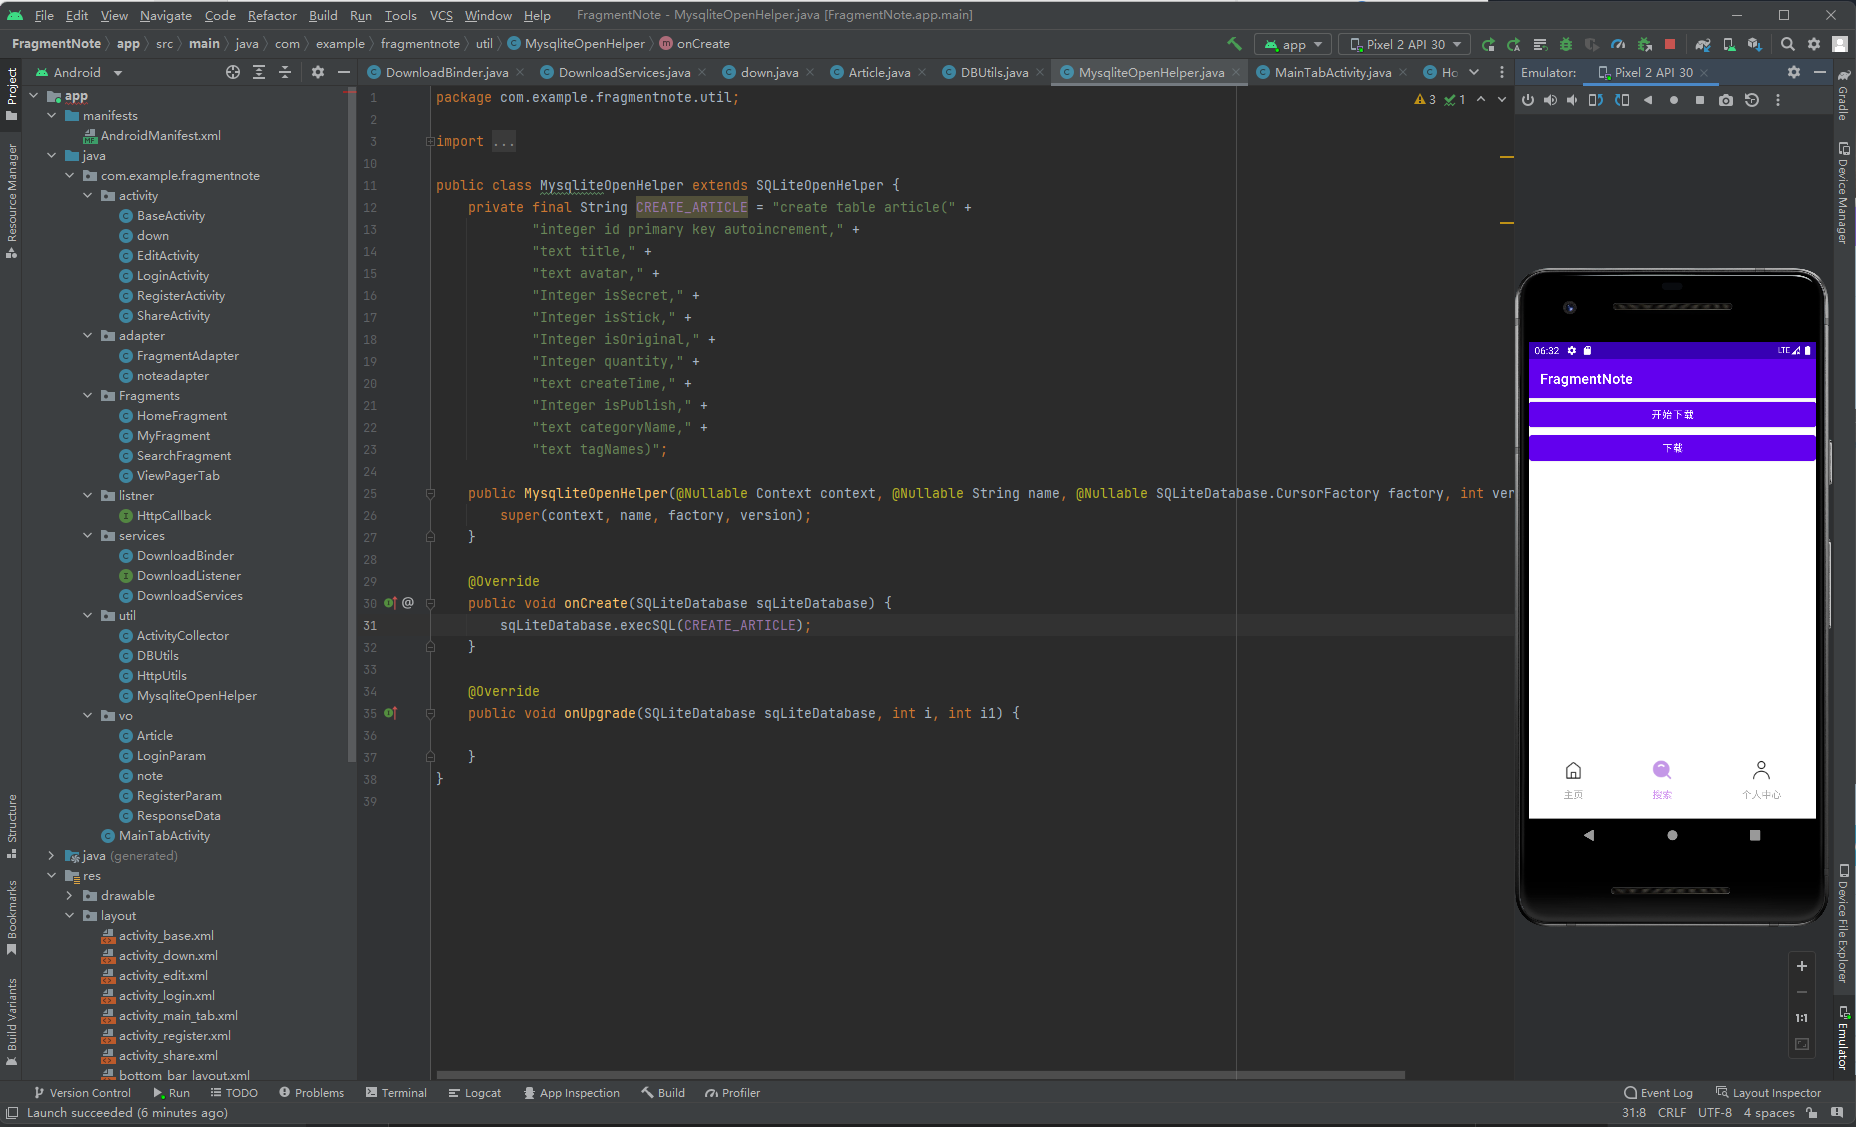 File Edit View Navigate Code Refactor Build Run Tools VCS Window Help FragmentNote - MysqliteOpenHelper.java [FragmentNote.app.main]
FragmentNote app src main java com example fragmentnote util MysqliteOpenHelper onCreate app Pixel 2 API 30
Android DownloadBinder.java DownloadServices.java down.java Article.java DBUtils.java MysqliteOpenHelper.java MainTabActivity.java Ho Emulator: Pixel 2 API 30
Project
Resource Manager
Structure
Bookmarks
Build Variants
app
manifests
AndroidManifest.xml
java
com.example.fragmentnote
activity
BaseActivity
down
EditActivity
LoginActivity
RegisterActivity
ShareActivity
adapter
FragmentAdapter
noteadapter
Fragments
HomeFragment
MyFragment
SearchFragment
ViewPagerTab
listner
HttpCallback
services
DownloadBinder
DownloadListener
DownloadServices
util
ActivityCollector
DBUtils
HttpUtils
MysqliteOpenHelper
vo
Article
LoginParam
note
RegisterParam
ResponseData
MainTabActivity
java (generated)
res
drawable
layout
activity_base.xml
activity_down.xml
activity_edit.xml
activity_login.xml
activity_main_tab.xml
activity_register.xml
activity_share.xml
bottom_bar_layout.xml
3 1
1 package com.example.fragmentnote.util;
2
3 import ...
10
11 public class MysqliteOpenHelper extends SQLiteOpenHelper {
12 private final String CREATE_ARTICLE = "create table article(" +
13 "integer id primary key autoincrement," +
14 "text title," +
15 "text avatar," +
16 "Integer isSecret," +
17 "Integer isStick," +
18 "Integer isOriginal," +
19 "Integer quantity," +
20 "text createTime," +
21 "Integer isPublish," +
22 "text categoryName," +
23 "text tagNames)";
24
25 public MysqliteOpenHelper(@Nullable Context context, @Nullable String name, @Nullable SQLiteDatabase.CursorFactory factory, int ver
26 super(context, name, factory, version);
27 }
28
29 @Override
30 @ public void onCreate(SQLiteDatabase sqLiteDatabase) {
31 sqLiteDatabase.execSQL(CREATE_ARTICLE);
32 }
33
34 @Override
35 public void onUpgrade(SQLiteDatabase sqLiteDatabase, int i, int i1) {
36
37 }
38 }
39
06:32 LTE
FragmentNote
开始下载
下载
主页 搜索 个人中心
1:1
Gradle
Device Manager
Device File Explorer
Emulator
Version Control Run TODO Problems Terminal Logcat App Inspection Build Profiler Event Log Layout Inspector
Launch succeeded (6 minutes ago) 31:8 CRLF UTF-8 4 spaces